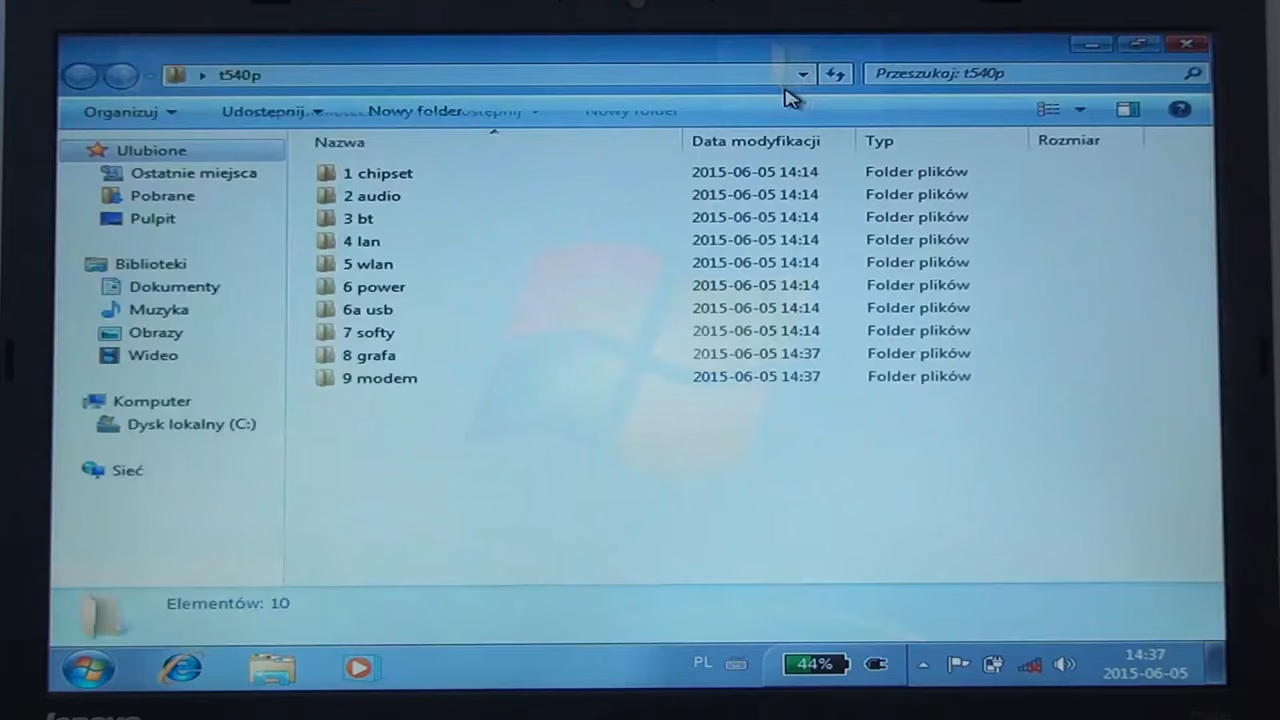 t540p
Przeszukaj: t540p
Organizuj
Udostępnij
Nowy folder
Nazwa
Data modyfikacji
Typ
Rozmiar
Ulubione
Ostatnie miejsca
Pobrane
Pulpit
Biblioteki
Dokumenty
Muzyka
Obrazy
Wideo
Komputer
Dysk lokalny (C:)
Sieć
1 chipset 2015-06-05 14:14 Folder plików
2 audio 2015-06-05 14:14 Folder plików
3 bt 2015-06-05 14:14 Folder plików
4 lan 2015-06-05 14:14 Folder plików
5 wlan 2015-06-05 14:14 Folder plików
6 power 2015-06-05 14:14 Folder plików
6a usb 2015-06-05 14:14 Folder plików
7 softy 2015-06-05 14:14 Folder plików
8 grafa 2015-06-05 14:37 Folder plików
9 modem 2015-06-05 14:37 Folder plików
Elementów: 10
PL
44%
14:37
2015-06-05
lenovo